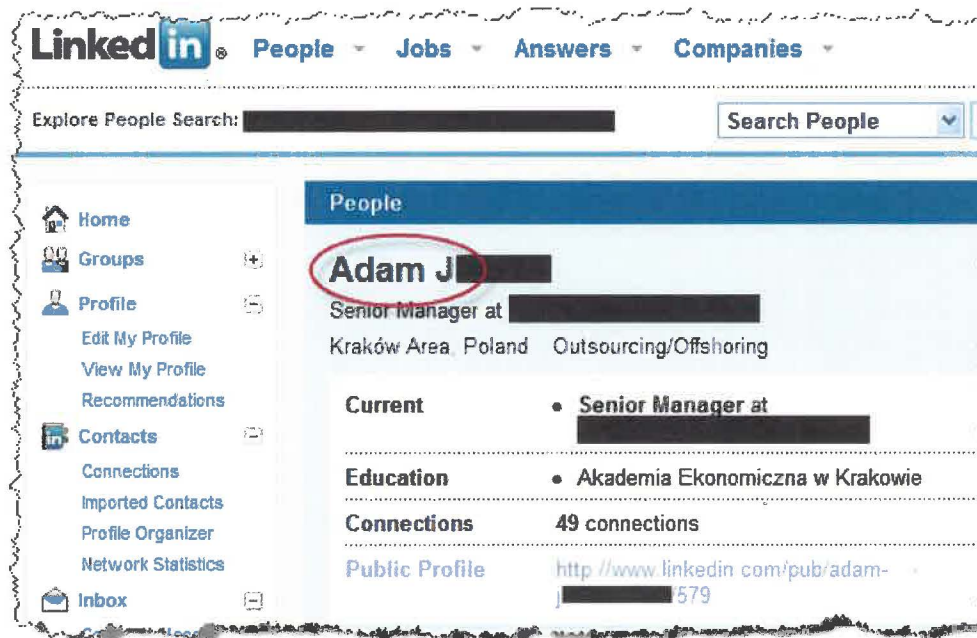 Linked in ® People Jobs Answers Companies
Explore People Search: Search People
People
Home
Groups
Profile
Edit My Profile
View My Profile
Recommendations
Contacts
Connections
Imported Contacts
Profile Organizer
Network Statistics
Inbox
Adam J
Senior Manager at
Kraków Area, Poland Outsourcing/Offshoring
Current • Senior Manager at
Education • Akademia Ekonomiczna w Krakowie
Connections 49 connections
Public Profile http://www.linkedin.com/pub/adam-
j /579